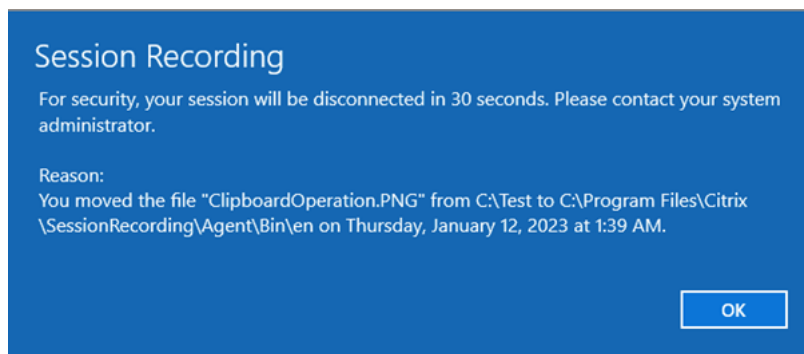 Session Recording
For security, your session will be disconnected in 30 seconds. Please contact your system
administrator.
Reason:
You moved the file "ClipboardOperation.PNG" from C:\Test to C:\Program Files\Citrix
\SessionRecording\Agent\Bin\en on Thursday, January 12, 2023 at 1:39 AM.
OK